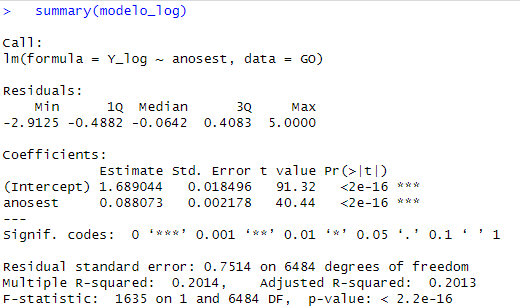 >   summary(modelo_log)
Call:
lm(formula = Y_log ~ anosest, data = GO)
Residuals:
    Min      1Q  Median      3Q     Max
-2.9125 -0.4882 -0.0642  0.4083  5.0000
Coefficients:
            Estimate Std. Error t value Pr(>|t|)
(Intercept) 1.689044   0.018496   91.32   <2e-16 ***
anosest     0.088073   0.002178   40.44   <2e-16 ***
---
Signif. codes:  0 ‘***’ 0.001 ‘**’ 0.01 ‘*’ 0.05 ‘.’ 0.1 ‘ ’ 1
Residual standard error: 0.7514 on 6484 degrees of freedom
Multiple R-squared:  0.2014,    Adjusted R-squared:  0.2013
F-statistic:  1635 on 1 and 6484 DF,  p-value: < 2.2e-16